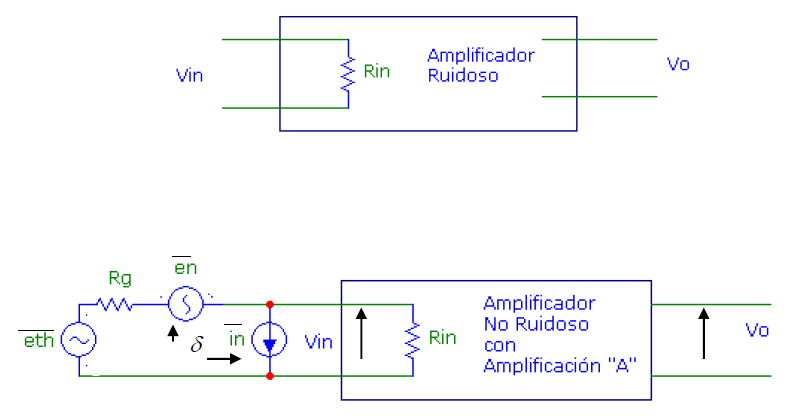 Vin
Rin
Amplificador
Ruidoso
Vo
Rg
en
eth
δ
in
Vin
Rin
Amplificador
No Ruidoso
con
Amplificación "A"
Vo